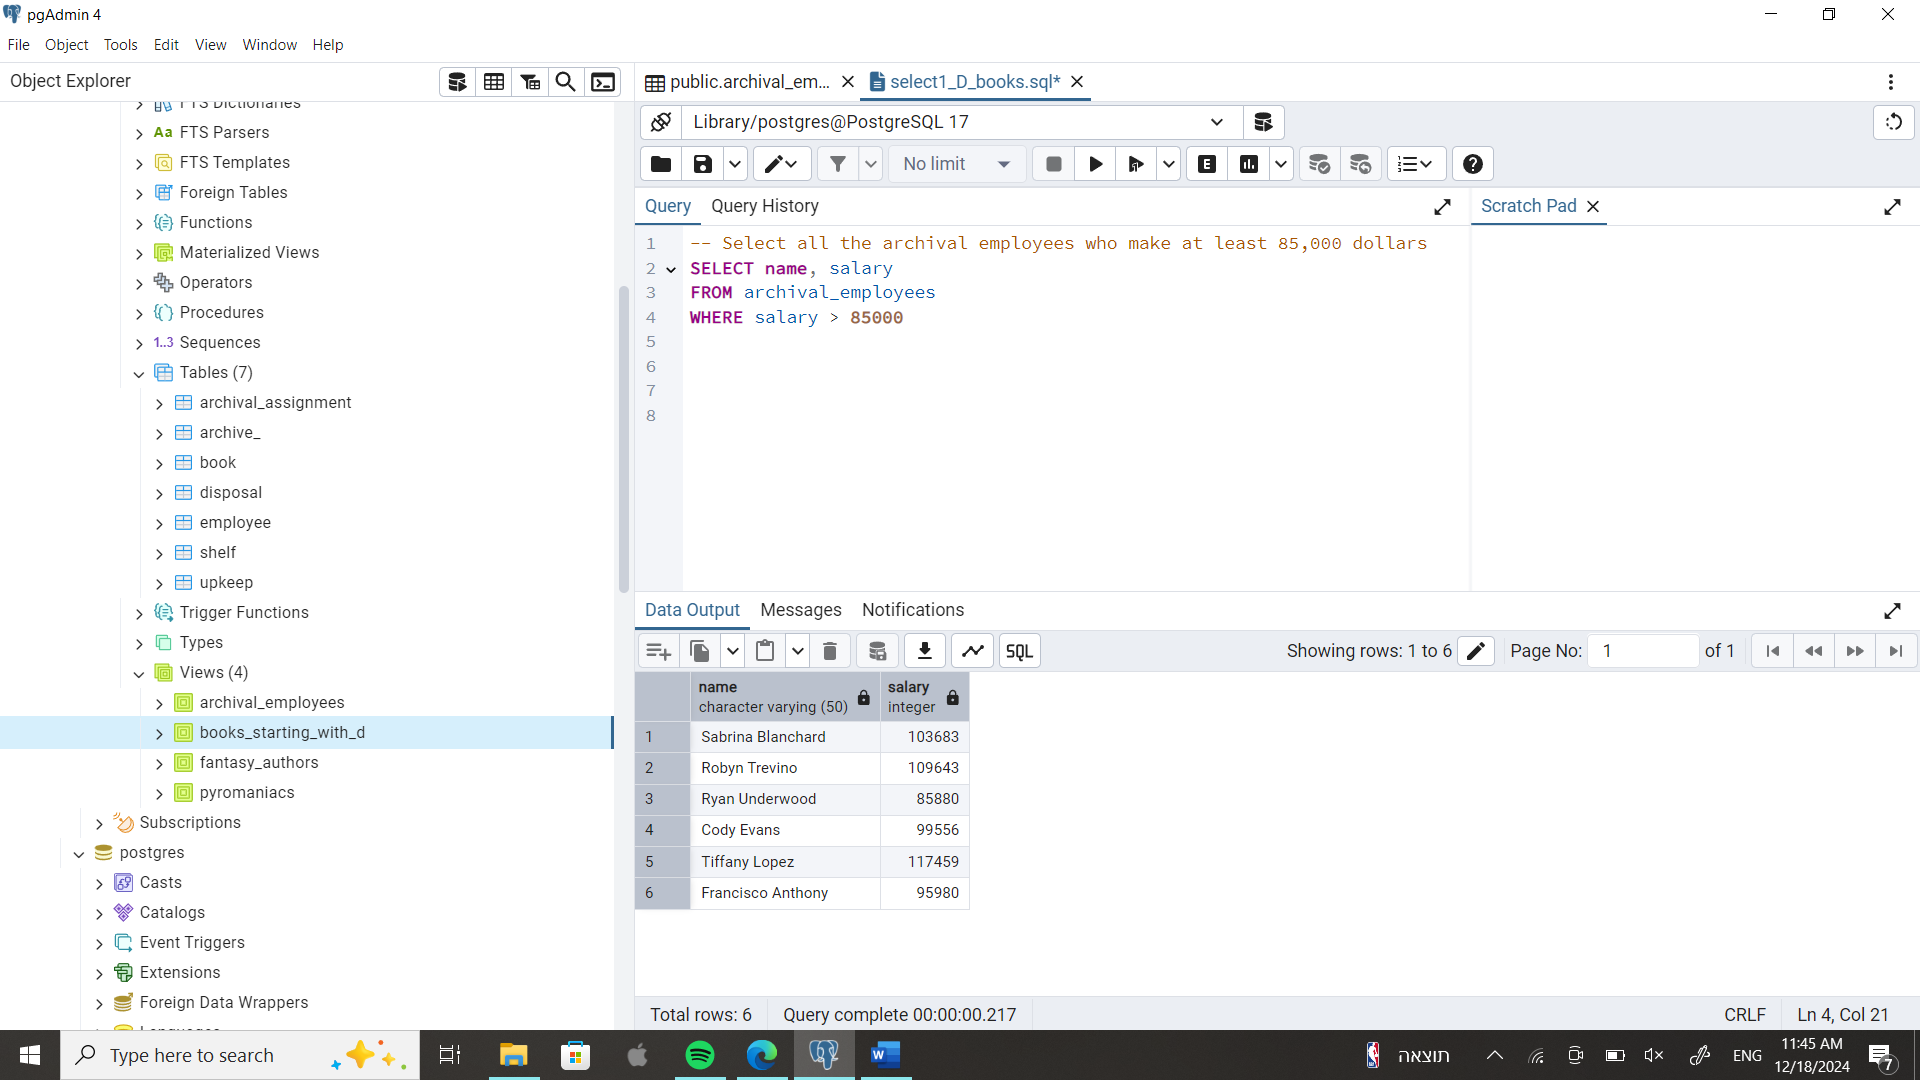 pgAdmin 4
File Object Tools Edit View Window Help
Object Explorer
public.archival_em... select1_D_books.sql*
FTS Dictionaries
Aa FTS Parsers
FTS Templates
Foreign Tables
Functions
Materialized Views
Operators
Procedures
1..3 Sequences
Tables (7)
archival_assignment
archive_
book
disposal
employee
shelf
upkeep
Trigger Functions
Types
Views (4)
archival_employees
books_starting_with_d
fantasy_authors
pyromaniacs
Subscriptions
postgres
Casts
Catalogs
Event Triggers
Extensions
Foreign Data Wrappers
Library/postgres@PostgreSQL 17
No limit E
Query Query History Scratch Pad
1 -- Select all the archival employees who make at least 85,000 dollars
2 SELECT name, salary
3 FROM archival_employees
4 WHERE salary > 85000
5
6
7
8
Data Output Messages Notifications
SQL Showing rows: 1 to 6 Page No: 1 of 1
name salary
character varying (50) integer
1 Sabrina Blanchard 103683
2 Robyn Trevino 109643
3 Ryan Underwood 85880
4 Cody Evans 99556
5 Tiffany Lopez 117459
6 Francisco Anthony 95980
Total rows: 6 Query complete 00:00:00.217 CRLF Ln 4, Col 21
Type here to search תוצאה ENG 11:45 AM
12/18/2024 7